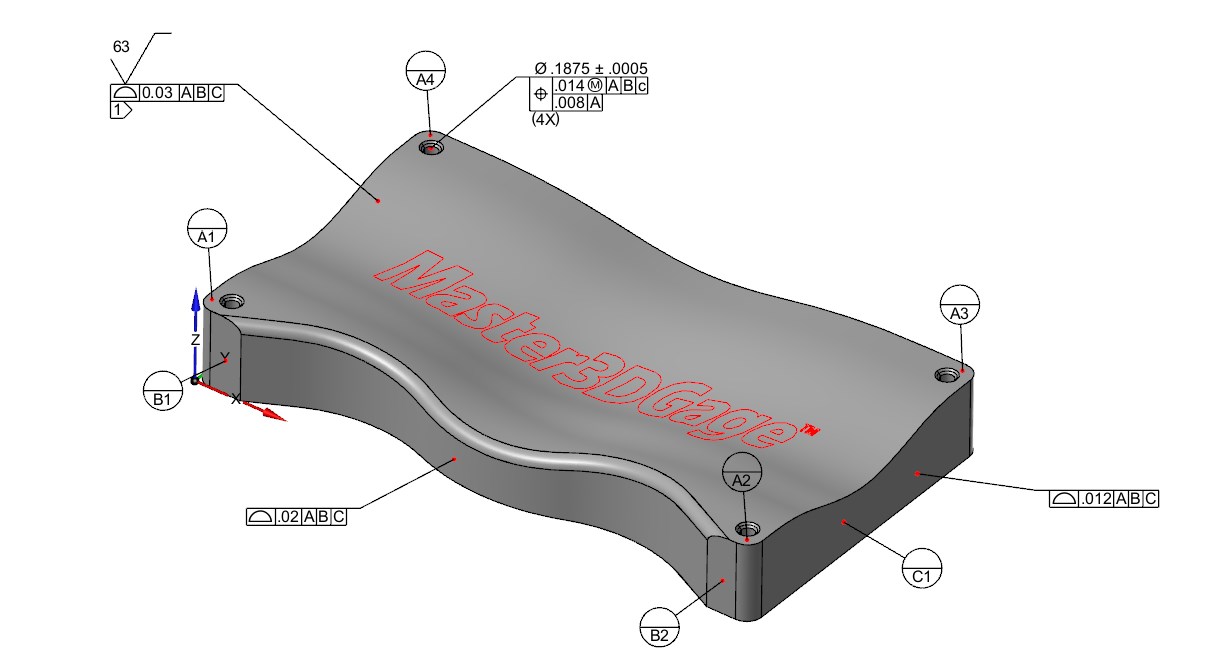 63
0.03 A B C
1
A4
Ø .1875 ± .0005
.014 Ⓜ A B c
.008 A
(4X)
A1
A3
Z
Y
X
B1
Master3DGage™
A2
.02 A B C
.012 A B C
C1
B2